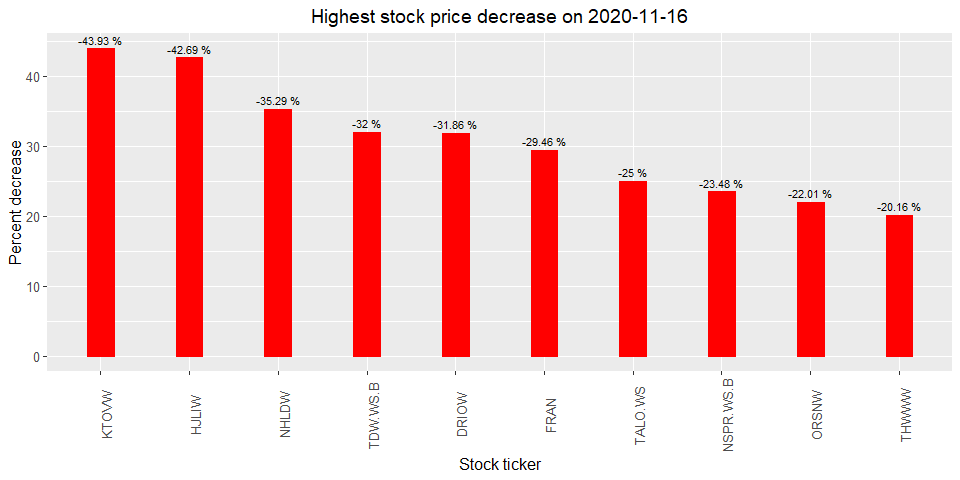 Highest stock price decrease on 2020-11-16
Percent decrease
40
30
20
10
0
-43.93 %
-42.69 %
-35.29 %
-32 %
-31.86 %
-29.46 %
-25 %
-23.48 %
-22.01 %
-20.16 %
KTOVW
HJLIW
NHLDW
TDW.WS.B
DRIOW
FRAN
TALO.WS
NSPR.WS.B
ORSNW
THWWW
Stock ticker